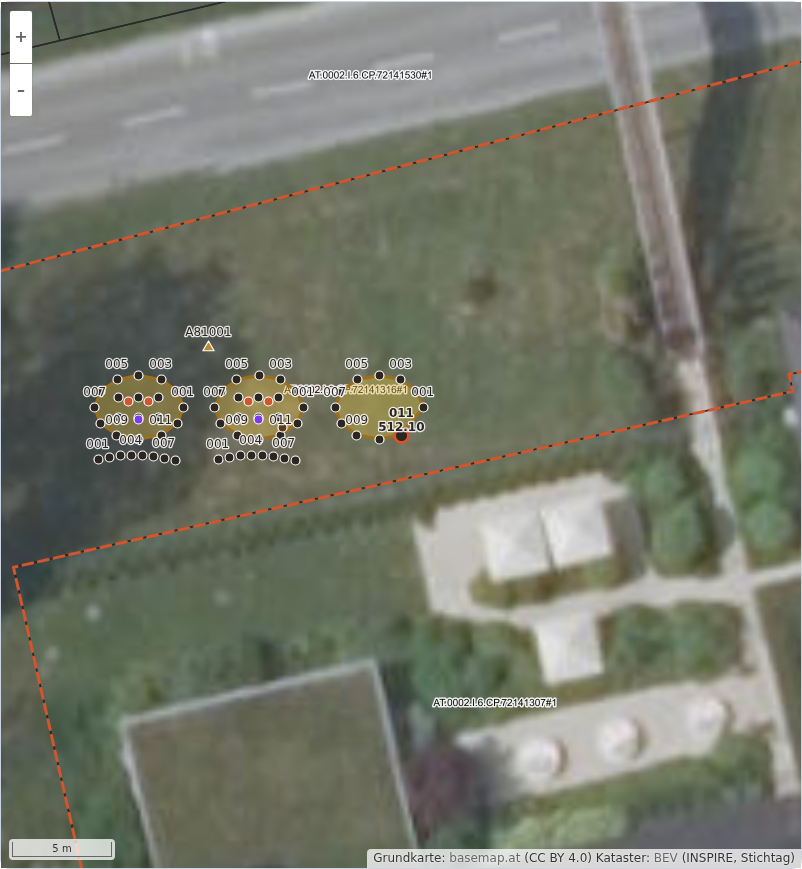 +
-
AT:0002.I.6.CP.72141530#1
A81001
005 003
005 003
005 003
007 001
007
007 001
009 011
009 011
009
011
512.10
001 004 007
001 004 007
AT:0002.I.6.CP.72141307#1
5 m
Grundkarte: basemap.at (CC BY 4.0) Kataster: BEV (INSPIRE, Stichtag)